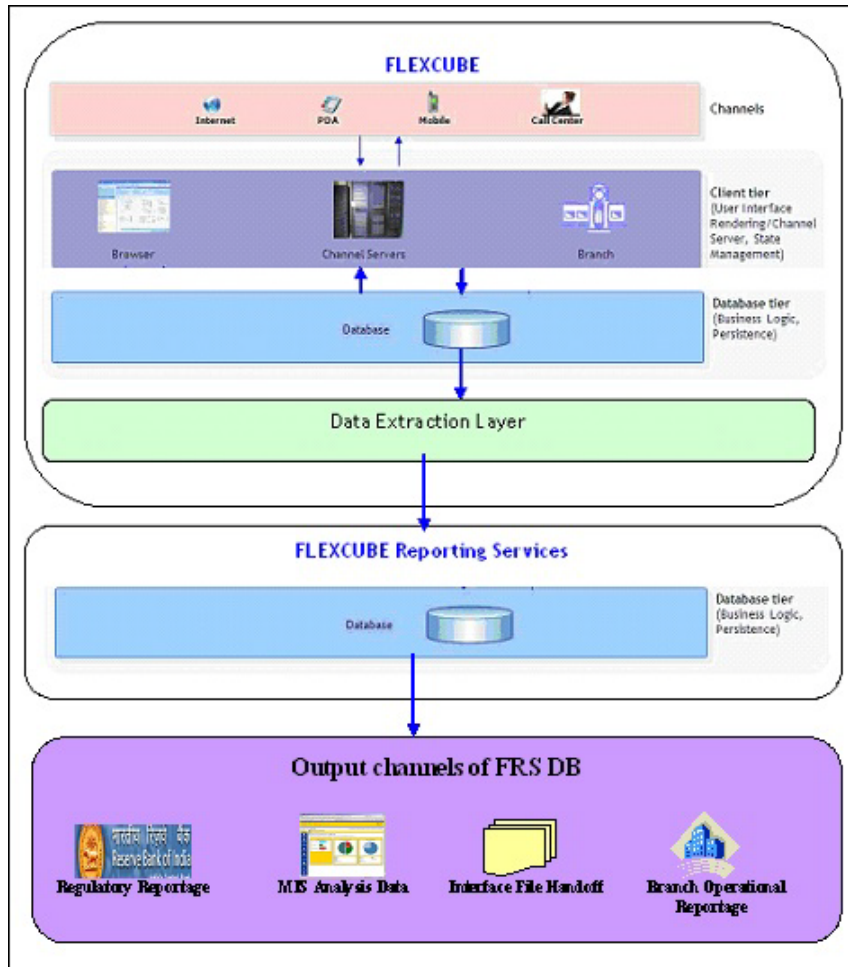 FLEXCUBE
Internet
PDA
Mobile
Call Center
Channels
Browser
Channel Servers
Branch
Client tier
(User Interface
Rendering/Channel
Server, State
Management)
Database
Database tier
(Business Logic,
Persistence)
Data Extraction Layer
FLEXCUBE Reporting Services
Database
Database tier
(Business Logic,
Persistence)
Output channels of FRS DB
भारतीय रिज़र्व बैंक
Reserve Bank of India
Regulatory Reportage
MIS Analysis Data
Interface File Handoff
Branch Operational
Reportage